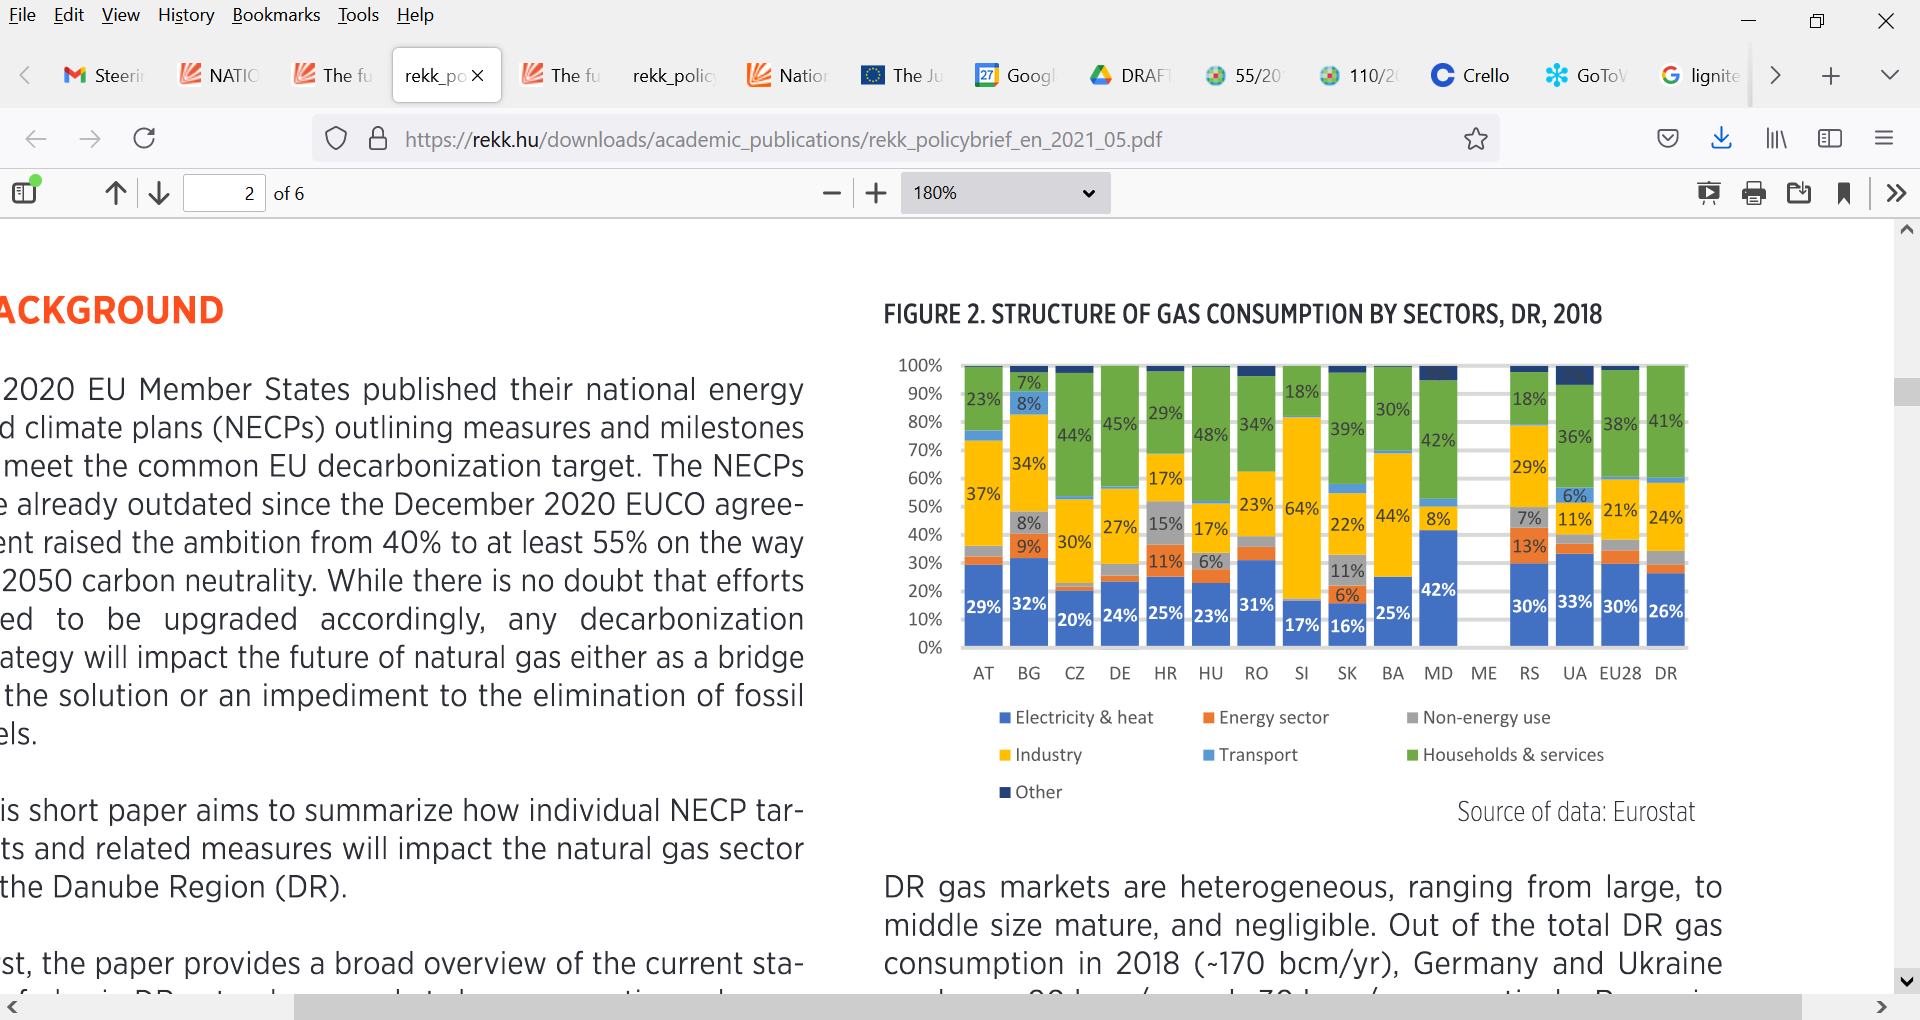 File Edit View History Bookmarks Tools Help
Steerin NATIO The fu rekk_po The fu rekk_policy Nation The Ju Googl DRAFT 55/20 110/20 Crello GoToW lignite
https://rekk.hu/downloads/academic_publications/rekk_policybrief_en_2021_05.pdf
2 of 6
180%
ACKGROUND
2020 EU Member States published their national energy
d climate plans (NECPs) outlining measures and milestones
meet the common EU decarbonization target. The NECPs
e already outdated since the December 2020 EUCO agree-
ent raised the ambition from 40% to at least 55% on the way
2050 carbon neutrality. While there is no doubt that efforts
ed to be upgraded accordingly, any decarbonization
ategy will impact the future of natural gas either as a bridge
the solution or an impediment to the elimination of fossil
els.
is short paper aims to summarize how individual NECP tar-
ts and related measures will impact the natural gas sector
the Danube Region (DR).
st, the paper provides a broad overview of the current sta-
FIGURE 2. STRUCTURE OF GAS CONSUMPTION BY SECTORS, DR, 2018
100%
90%
80%
70%
60%
50%
40%
30%
20%
10%
0%
23% 37% 29%
7% 8% 34% 8% 9% 32%
44% 30% 20%
45% 27% 24%
29% 17% 15% 11% 25%
48% 17% 6% 23%
34% 23% 31%
18% 64% 17%
39% 22% 11% 6% 16%
30% 44% 25%
42% 8% 42%
18% 29% 7% 13% 30%
36% 6% 11% 33%
38% 21% 30%
41% 24% 26%
AT BG CZ DE HR HU RO SI SK BA MD ME RS UA EU28 DR
Electricity & heat Energy sector Non-energy use
Industry Transport Households & services
Other
Source of data: Eurostat
DR gas markets are heterogeneous, ranging from large, to
middle size mature, and negligible. Out of the total DR gas
consumption in 2018 (~170 bcm/yr), Germany and Ukraine